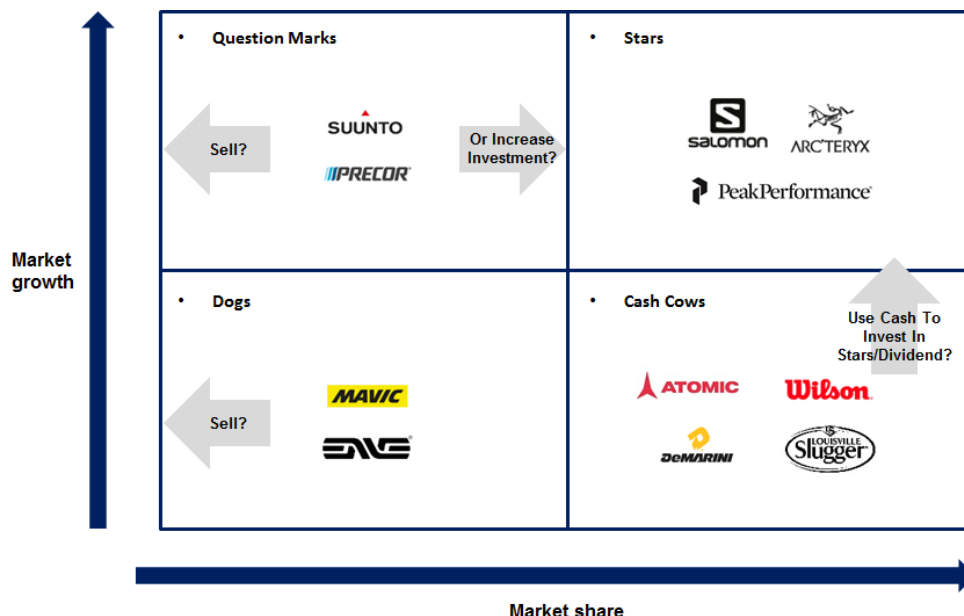 • Question Marks
• Stars
SUUNTO
PRECOR
Sell?
Or Increase
Investment?
SALOMON
ARC'TERYX
PeakPerformance
Market
growth
• Dogs
• Cash Cows
Use Cash To
Invest In
Stars/Dividend?
MAVIC
ENVE
Sell?
ATOMIC
Wilson.
DeMARINI
LS
LOUISVILLE
Slugger
Market share